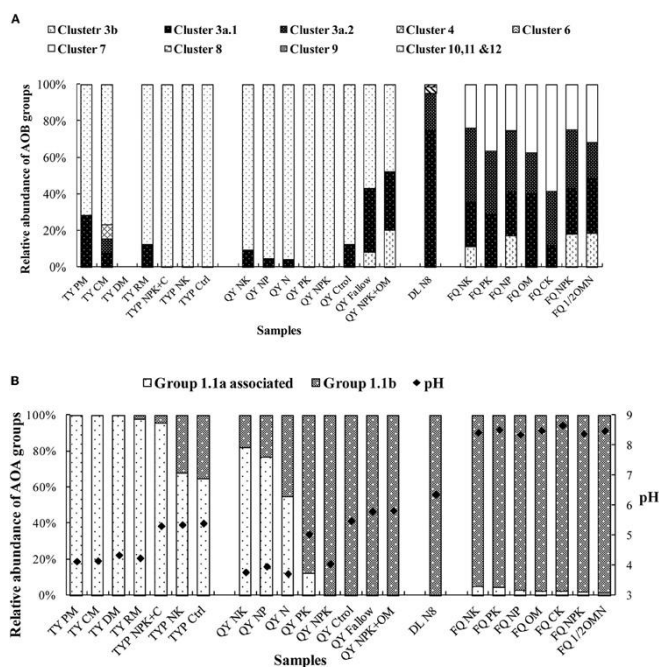 A
Clusterr 3b Cluster 3a.1 Cluster 3a.2 Cluster 4 Cluster 6
Cluster 7 Cluster 8 Cluster 9 Cluster 10,11 &12
Relative abundance of AOB groups
100%
80%
60%
40%
20%
0%
TY PM
TY CM
TY DM
TY RM
TYP NPK+C
TYP NK
TYP Ctrl
QY NK
QY NP
QY N
QY PK
QY NPK
QY Ctrol
QY Fallow
QY NPK+OM
DL N8
FQ NK
FQ PK
FQ NP
FQ OM
FQ CK
FQ NPK
FQ 1/2OMN
Samples
B
Group 1.1a associated Group 1.1b pH
Relative abundance of AOA groups
100%
80%
60%
40%
20%
0%
9
8
7
6
5
4
3
pH
TY PM
TY CM
TY DM
TY RM
TYP NPK+C
TYP NK
TYP Ctrl
QY NK
QY NP
QY N
QY PK
QY NPK
QY Ctrol
QY Fallow
QY NPK+OM
DL N8
FQ NK
FQ PK
FQ NP
FQ OM
FQ CK
FQ NPK
FQ 1/2OMN
Samples